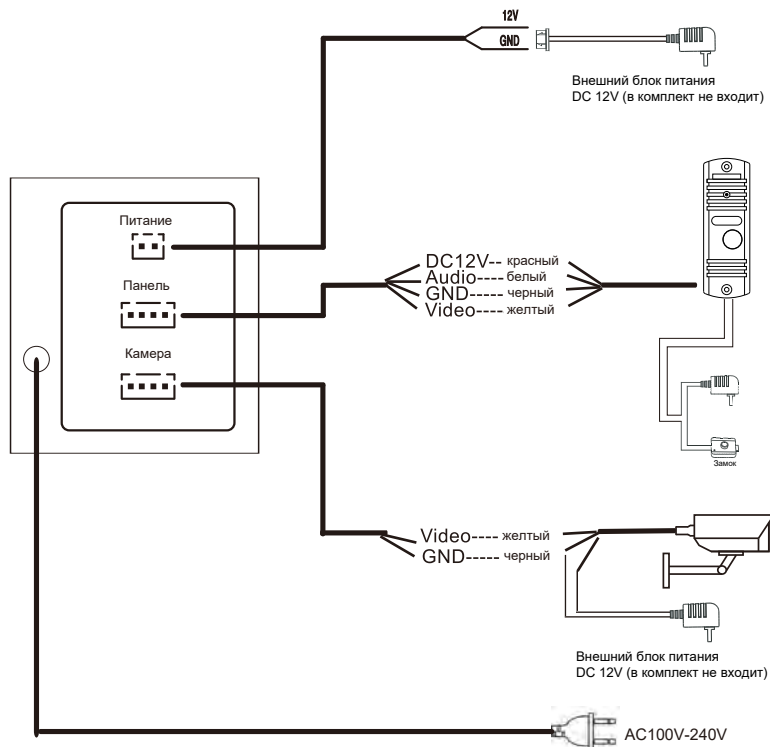 12V
GND
Внешний блок питания
DC 12V (в комплект не входит)
Питание
Панель
Камера
DC12V-- красный
Audio---- белый
GND----- черный
Video---- желтый
Замок
Video---- желтый
GND----- черный
Внешний блок питания
DC 12V (в комплект не входит)
AC100V-240V